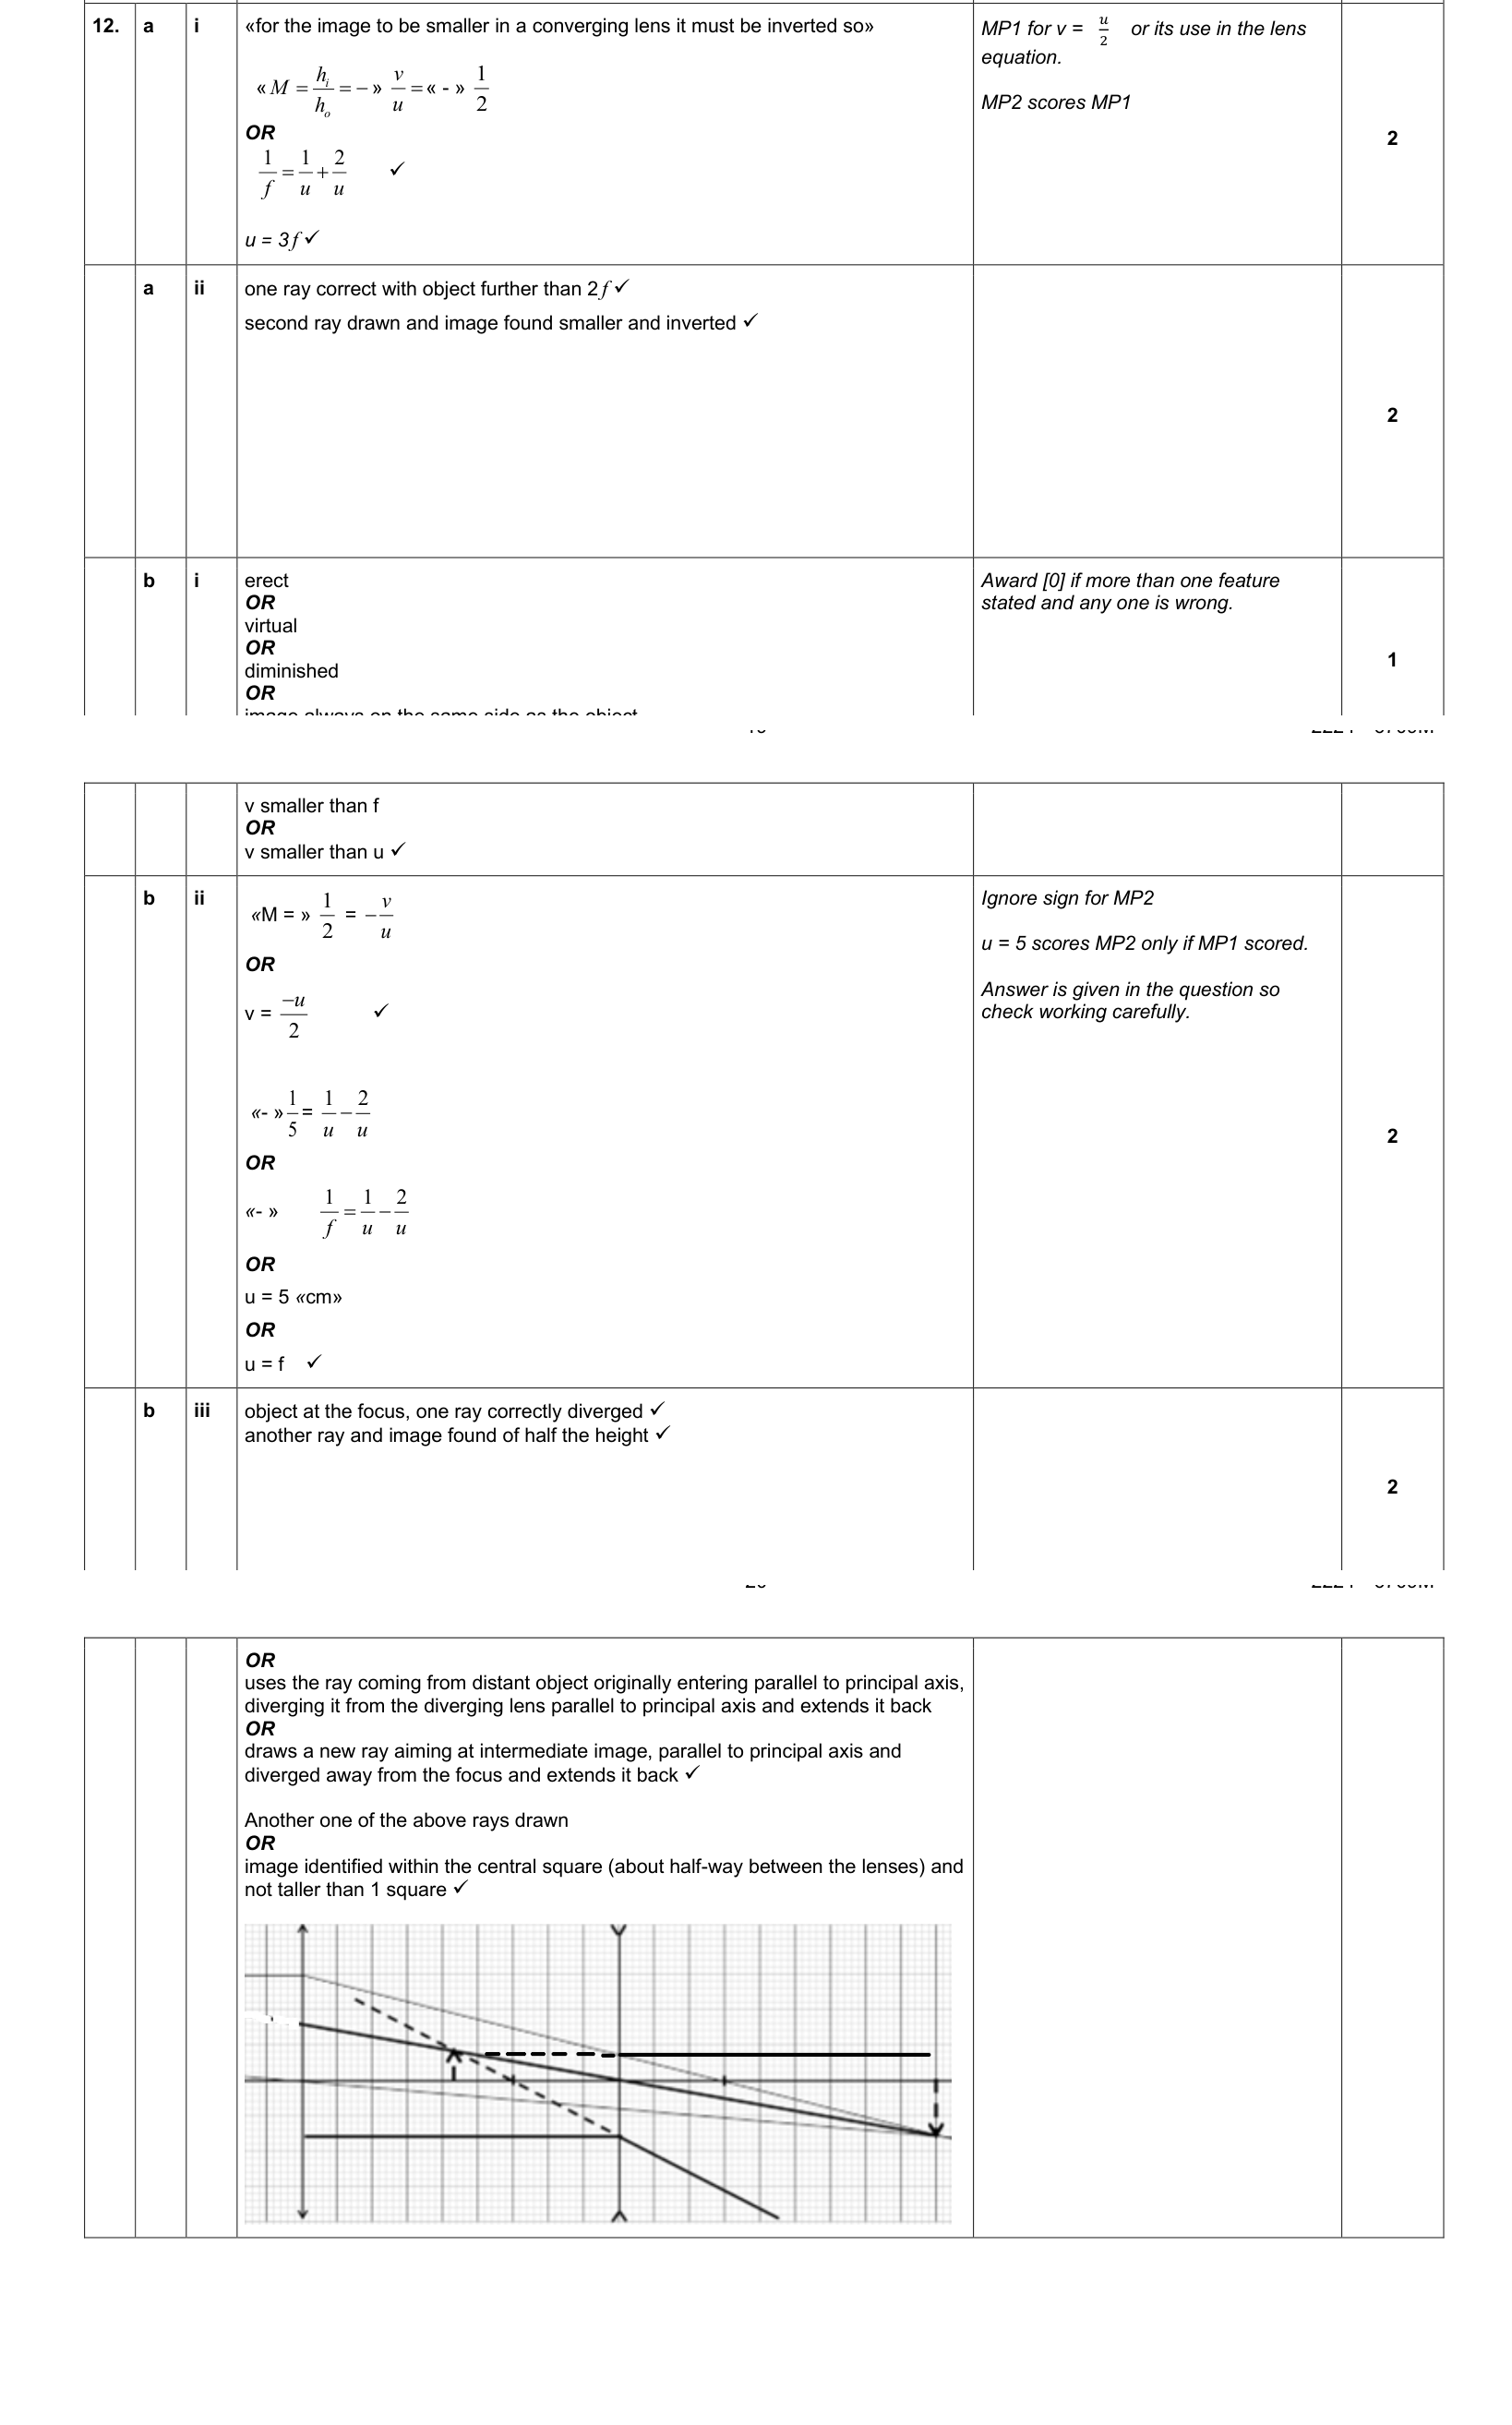 12. a i «for the image to be smaller in a converging lens it must be inverted so»
MP1 for v = u/2 or its use in the lens
equation.
« M = h_i/h_o = – » v/u = « - » 1/2
MP2 scores MP1
OR
2
1/f = 1/u + 2/u ✓
u = 3f ✓
a ii one ray correct with object further than 2f ✓
second ray drawn and image found smaller and inverted ✓
2
b i erect
Award [0] if more than one feature
stated and any one is wrong.
OR
virtual
OR
1
diminished
OR
image always on the same side as the object
v smaller than f
OR
v smaller than u ✓
b ii «M = » 1/2 = –v/u
Ignore sign for MP2
u = 5 scores MP2 only if MP1 scored.
OR
Answer is given in the question so
check working carefully.
v = –u/2 ✓
«- » 1/5 = 1/u – 2/u
2
OR
«- » 1/f = 1/u – 2/u
OR
u = 5 «cm»
OR
u = f ✓
b iii object at the focus, one ray correctly diverged ✓
another ray and image found of half the height ✓
2
OR
uses the ray coming from distant object originally entering parallel to principal axis,
diverging it from the diverging lens parallel to principal axis and extends it back
OR
draws a new ray aiming at intermediate image, parallel to principal axis and
diverged away from the focus and extends it back ✓
Another one of the above rays drawn
OR
image identified within the central square (about half-way between the lenses) and
not taller than 1 square ✓